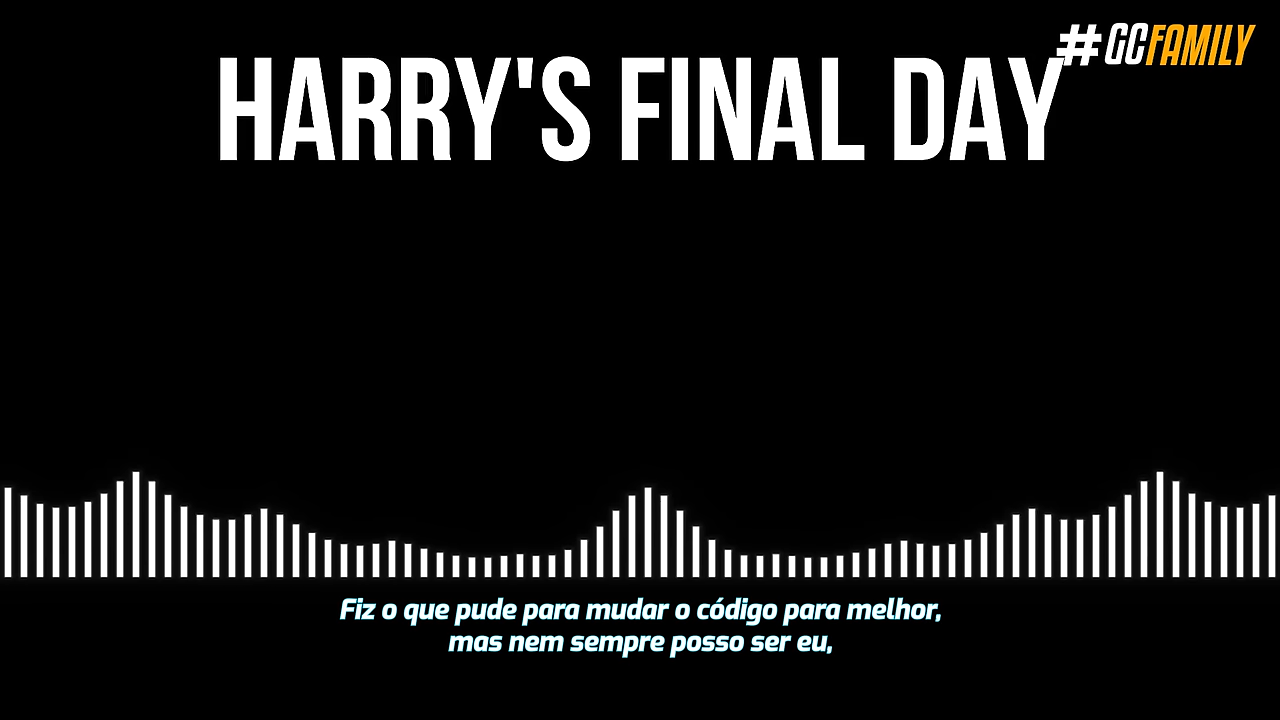 #GCFAMILY
HARRY'S FINAL DAY
Fiz o que pude para mudar o código para melhor,
mas nem sempre posso ser eu,